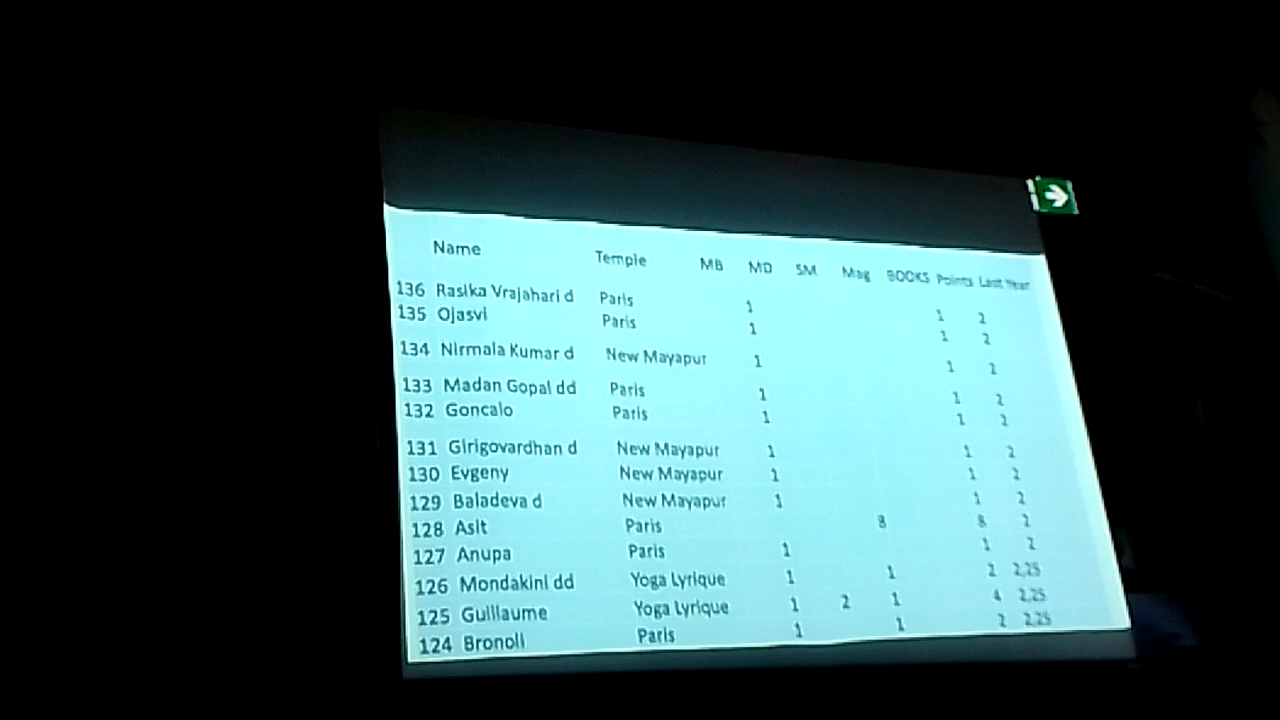 Name Temple MB MD SM Mag BOOKS Points Last Year
136 Rasika Vrajahari d Paris 1 1 2
135 Ojasvi Paris 1 1 2
134 Nirmala Kumar d New Mayapur 1 1 2
133 Madan Gopal dd Paris 1 1 2
132 Goncalo Paris 1 1 2
131 Girigovardhan d New Mayapur 1 1 2
130 Evgeny New Mayapur 1 1 2
129 Baladeva d New Mayapur 1 1 2
128 Asit Paris 8 8 2
127 Anupa Paris 1 1 2
126 Mondakini dd Yoga Lyrique 1 1 2 2,25
125 Guillaume Yoga Lyrique 1 2 1 4 2,25
124 Bronoli Paris 1 1 2 2,25